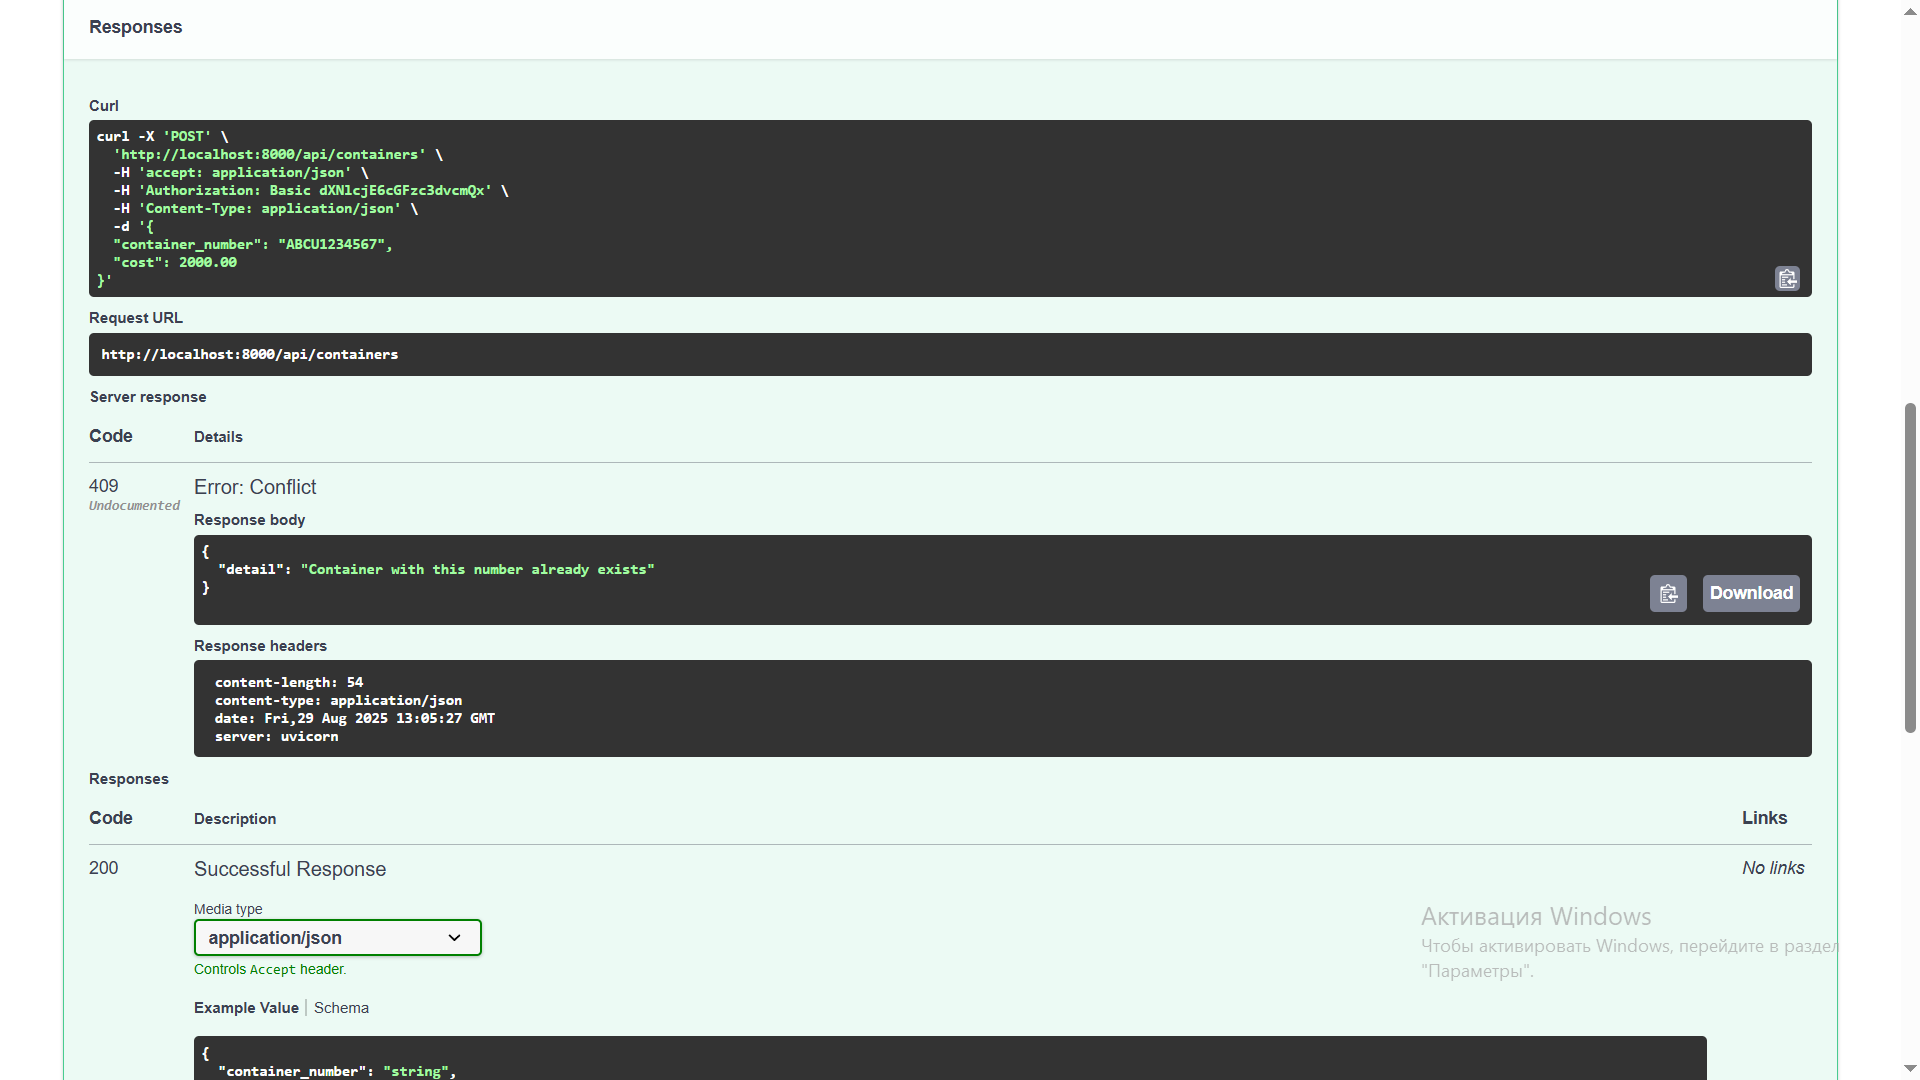 Responses
Curl
curl -X 'POST' \
'http://localhost:8000/api/containers' \
-H 'accept: application/json' \
-H 'Authorization: Basic dXNlcjE6cGFzc3dvcmQx' \
-H 'Content-Type: application/json' \
-d '{
"container_number": "ABCU1234567",
"cost": 2000.00
}'
Request URL
http://localhost:8000/api/containers
Server response
Code Details
409 Error: Conflict
Undocumented
Response body
{
"detail": "Container with this number already exists"
}
Download
Response headers
content-length: 54
content-type: application/json
date: Fri,29 Aug 2025 13:05:27 GMT
server: uvicorn
Responses
Code Description Links
200 Successful Response No links
Media type
application/json
Controls Accept header.
Example Value | Schema
{
"container_number": "string",
Активация Windows
Чтобы активировать Windows, перейдите в раздел
"Параметры".